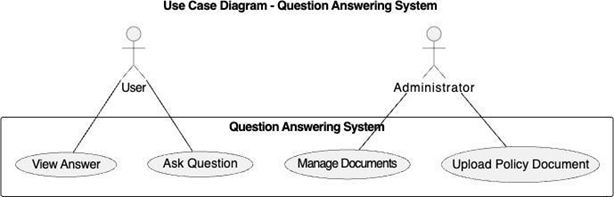 Use Case Diagram - Question Answering System
User
Administrator
Question Answering System
View Answer
Ask Question
Manage Documents
Upload Policy Document